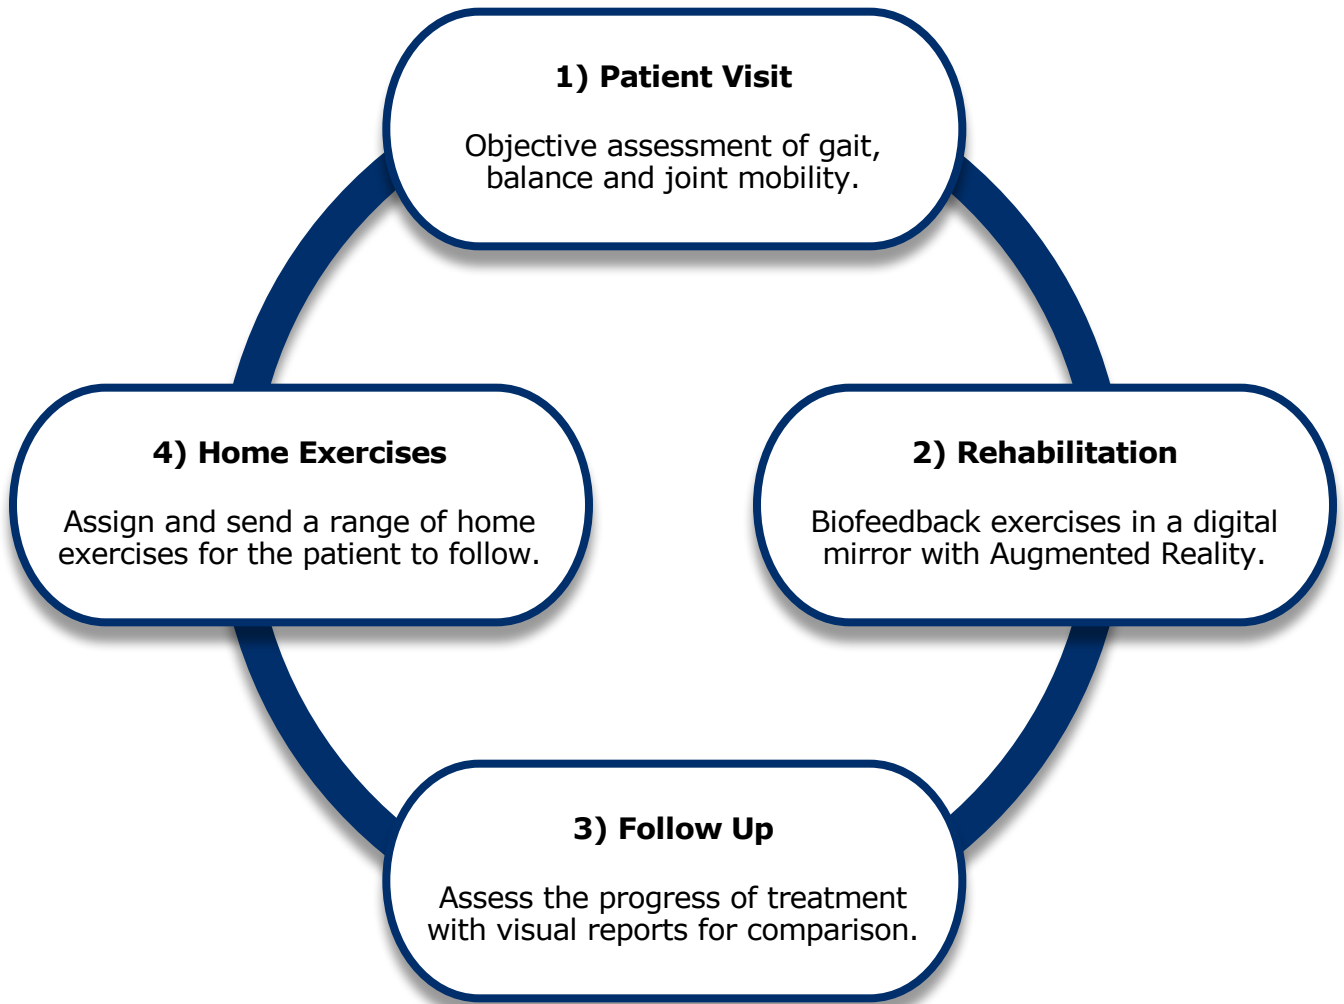 1) Patient Visit
Objective assessment of gait,
balance and joint mobility.
2) Rehabilitation
Biofeedback exercises in a digital
mirror with Augmented Reality.
3) Follow Up
Assess the progress of treatment
with visual reports for comparison.
4) Home Exercises
Assign and send a range of home
exercises for the patient to follow.